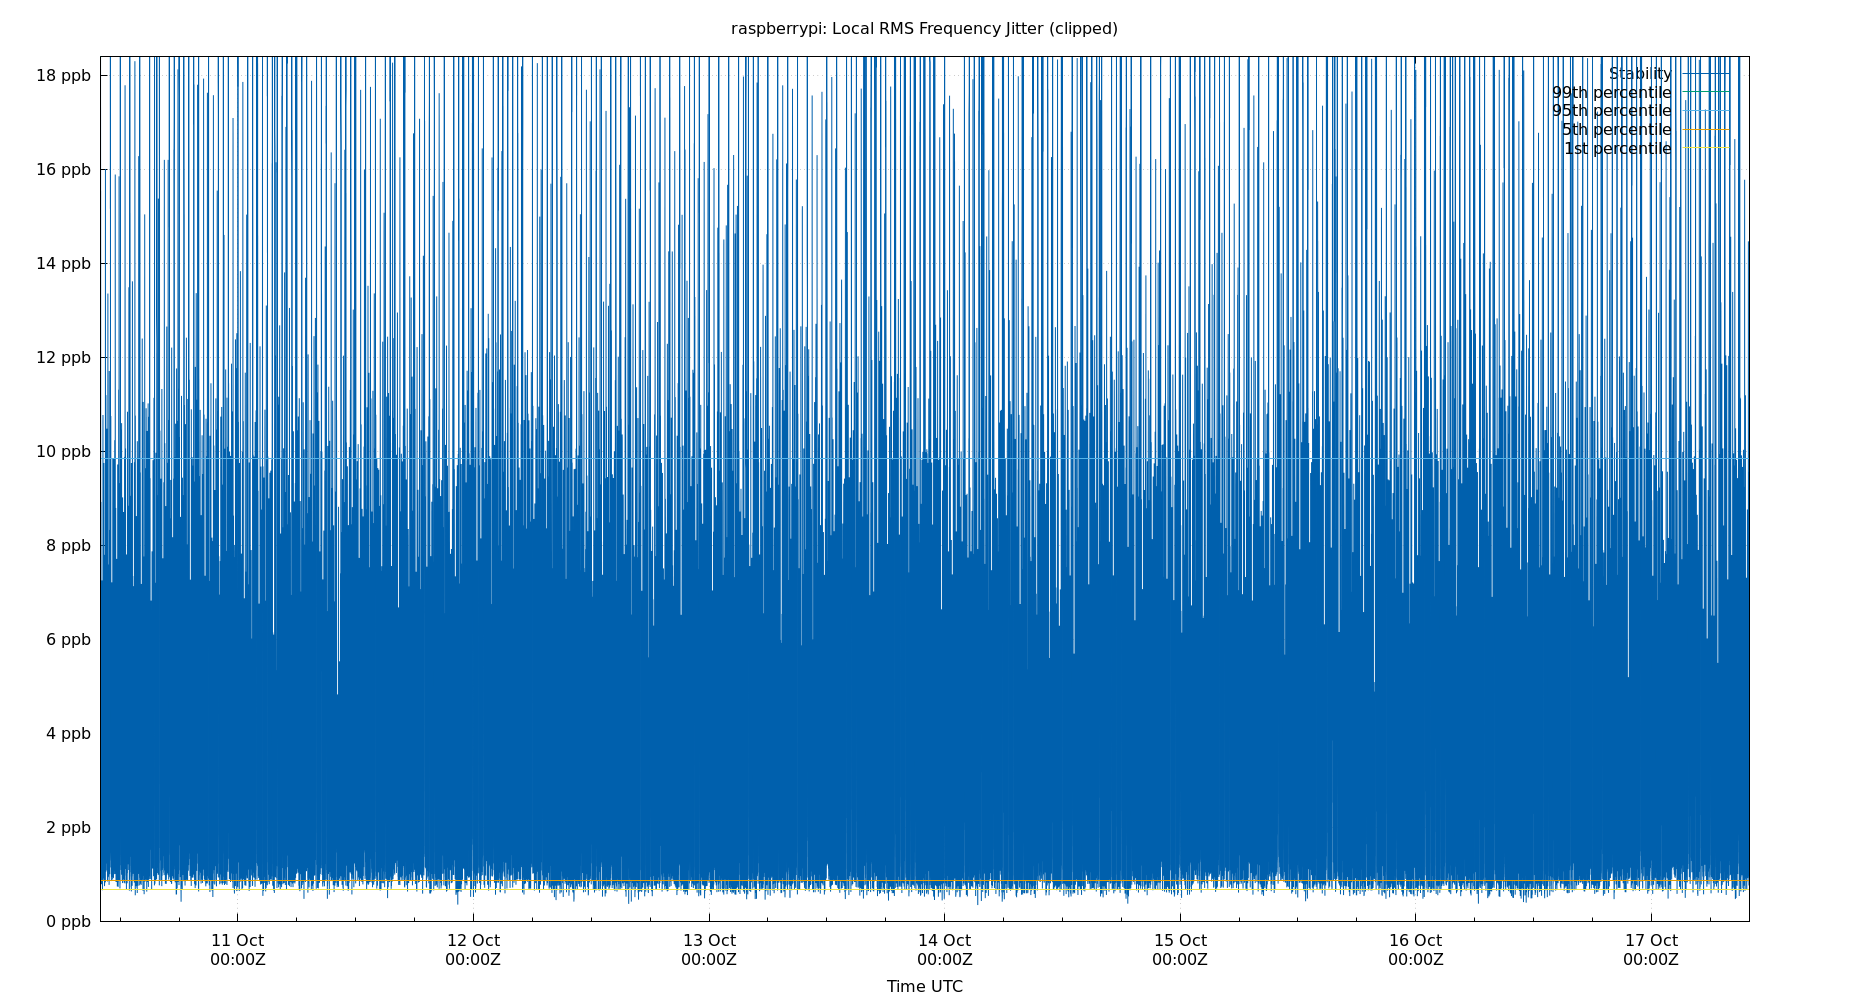 raspberrypi: Local RMS Frequency Jitter (clipped)
18 ppb
16 ppb
14 ppb
12 ppb
10 ppb
8 ppb
6 ppb
4 ppb
2 ppb
0 ppb
Stability
99th percentile
95th percentile
5th percentile
1st percentile
11 Oct 12 Oct 13 Oct 14 Oct 15 Oct 16 Oct 17 Oct
00:00Z 00:00Z 00:00Z 00:00Z 00:00Z 00:00Z 00:00Z
Time UTC